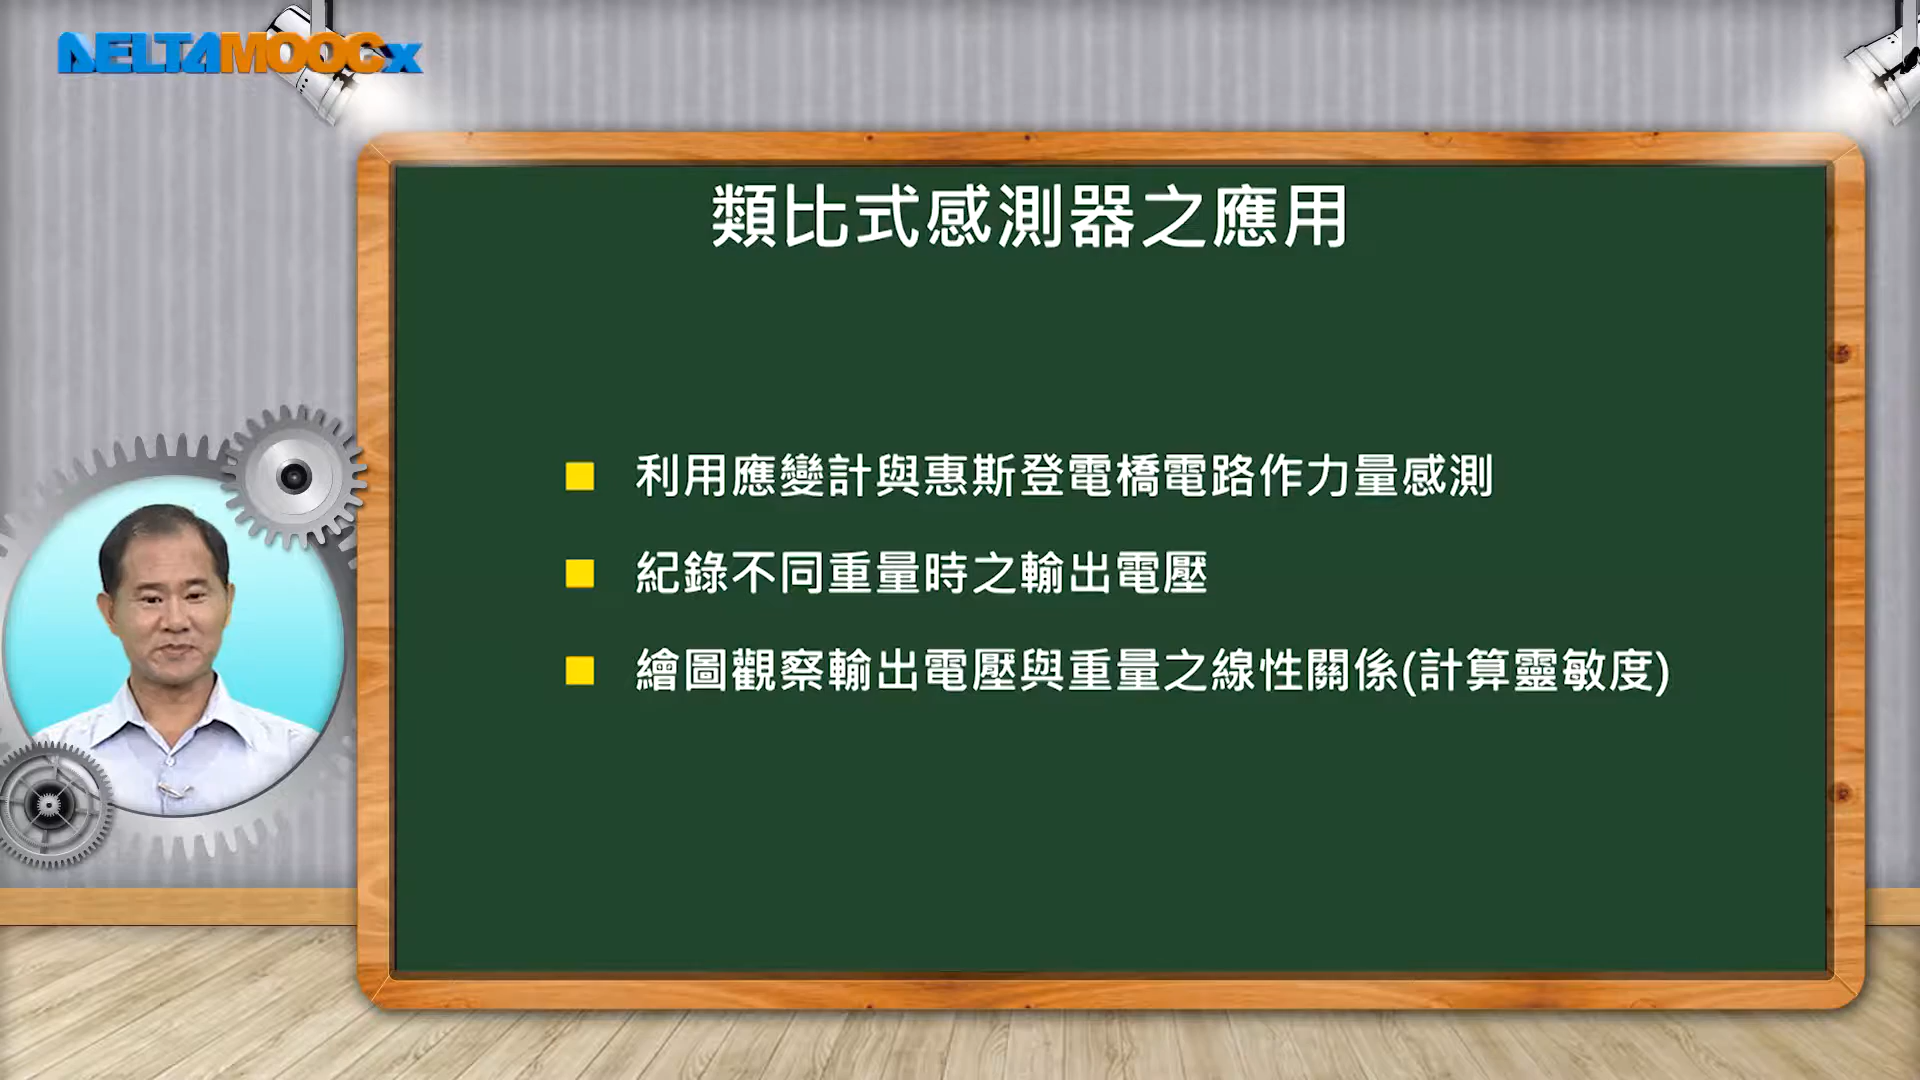 DELTAMOOCx
類比式感測器之應用
利用應變計與惠斯登電橋電路作力量感測
紀錄不同重量時之輸出電壓
繪圖觀察輸出電壓與重量之線性關係(計算靈敏度)